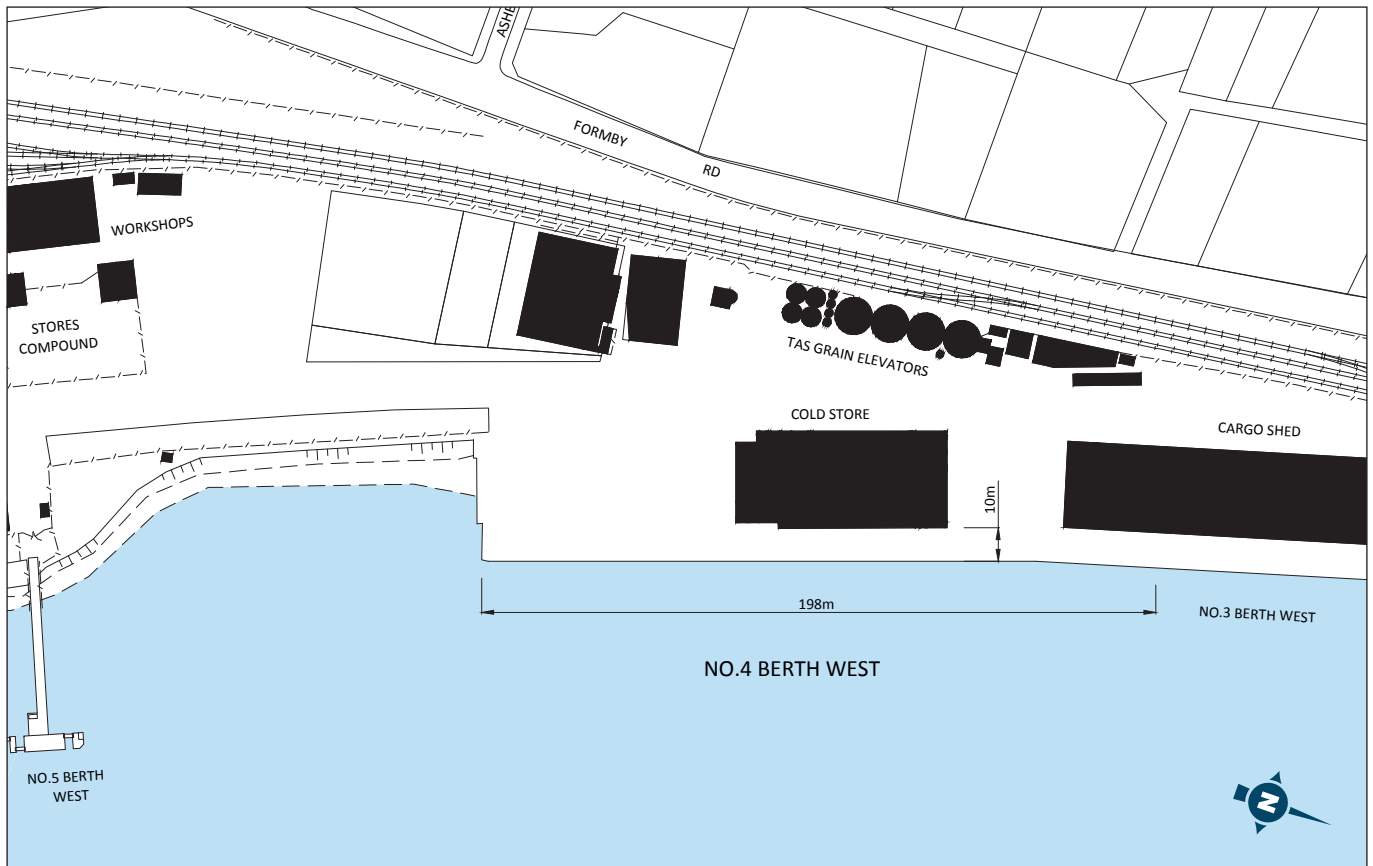 FORMBY
RD
WORKSHOPS
STORES
COMPOUND
TAS GRAIN ELEVATORS
COLD STORE
CARGO SHED
10m
198m
NO.3 BERTH WEST
NO.4 BERTH WEST
NO.5 BERTH
WEST
N